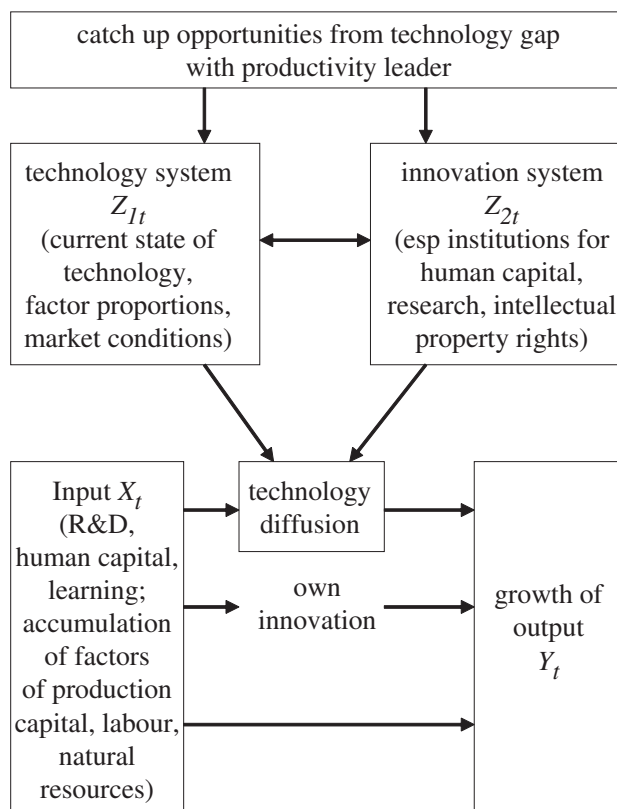 catch up opportunities from technology gap
with productivity leader
technology system
Z1t
(current state of
technology,
factor proportions,
market conditions)
innovation system
Z2t
(esp institutions for
human capital,
research, intellectual
property rights)
Input Xt
(R&D,
human capital,
learning;
accumulation
of factors
of production
capital, labour,
natural
resources)
technology
diffusion
own
innovation
growth of
output
Yt